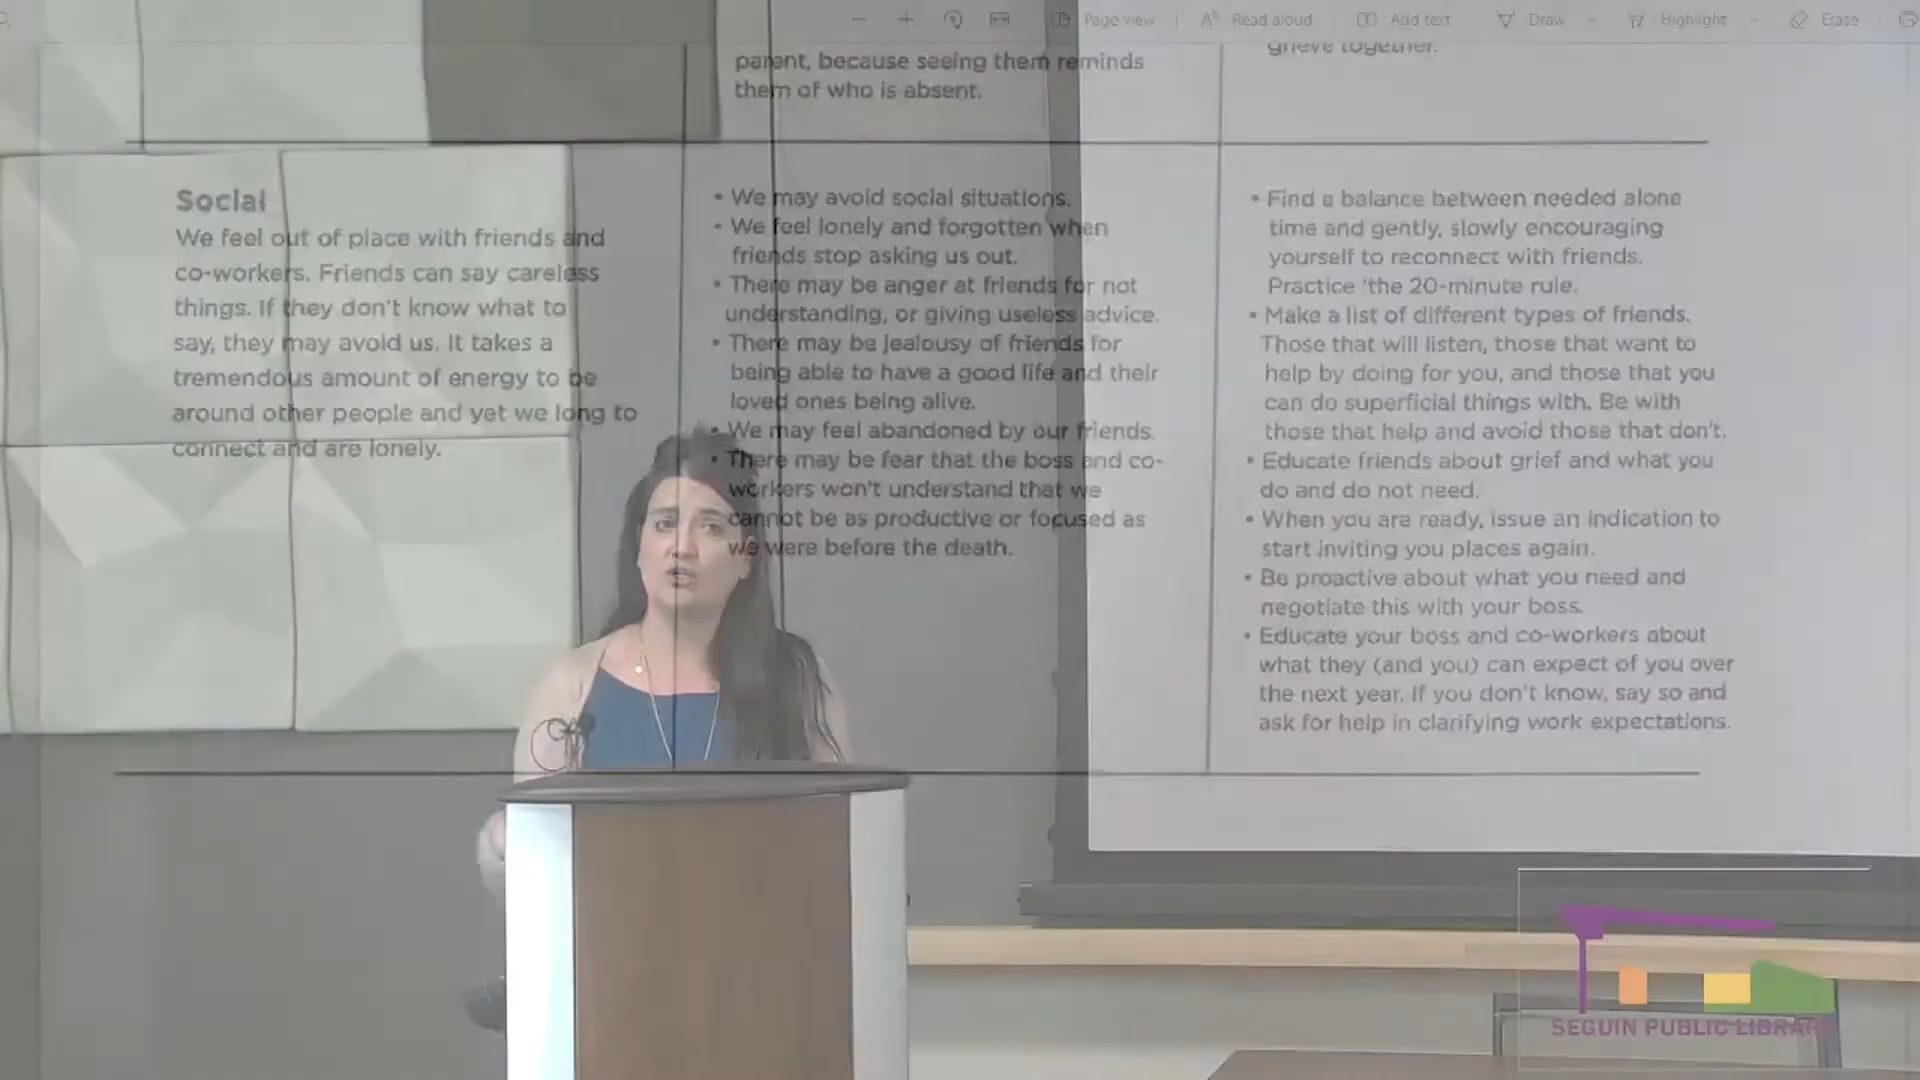 Page view
Read aloud
Add text
Draw
Highlight
Erase
parent, because seeing them reminds
them of who is absent.
grieve together.
Social
We feel out of place with friends and
co-workers. Friends can say careless
things. If they don't know what to
say, they may avoid us. It takes a
tremendous amount of energy to be
around other people and yet we long to
connect and are lonely.
• We may avoid social situations.
• We feel lonely and forgotten when
friends stop asking us out.
• There may be anger at friends for not
understanding, or giving useless advice.
• There may be jealousy of friends for
being able to have a good life and their
loved ones being alive.
• We may feel abandoned by our friends.
• There may be fear that the boss and co-
workers won't understand that we
cannot be as productive or focused as
we were before the death.
• Find a balance between needed alone
time and gently, slowly encouraging
yourself to reconnect with friends.
Practice 'the 20-minute rule.
• Make a list of different types of friends.
Those that will listen, those that want to
help by doing for you, and those that you
can do superficial things with. Be with
those that help and avoid those that don't.
• Educate friends about grief and what you
do and do not need.
• When you are ready, issue an indication to
start inviting you places again.
• Be proactive about what you need and
negotiate this with your boss.
• Educate your boss and co-workers about
what they (and you) can expect of you over
the next year. If you don't know, say so and
ask for help in clarifying work expectations.
SEGUIN PUBLIC LIBRARY